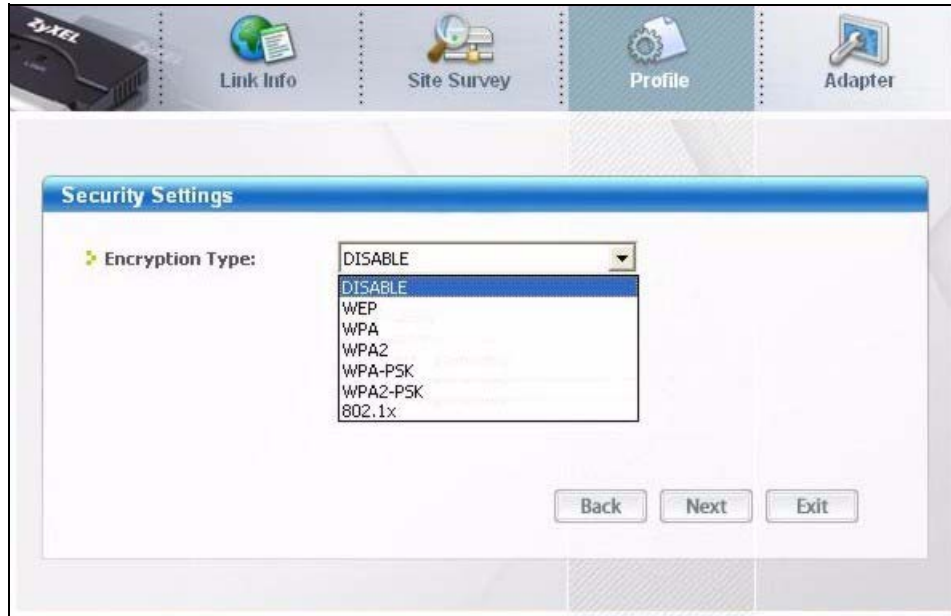 ZyXEL
Link Info
Site Survey
Profile
Adapter
Security Settings
Encryption Type:
DISABLE
DISABLE
WEP
WPA
WPA2
WPA-PSK
WPA2-PSK
802.1x
Back
Next
Exit